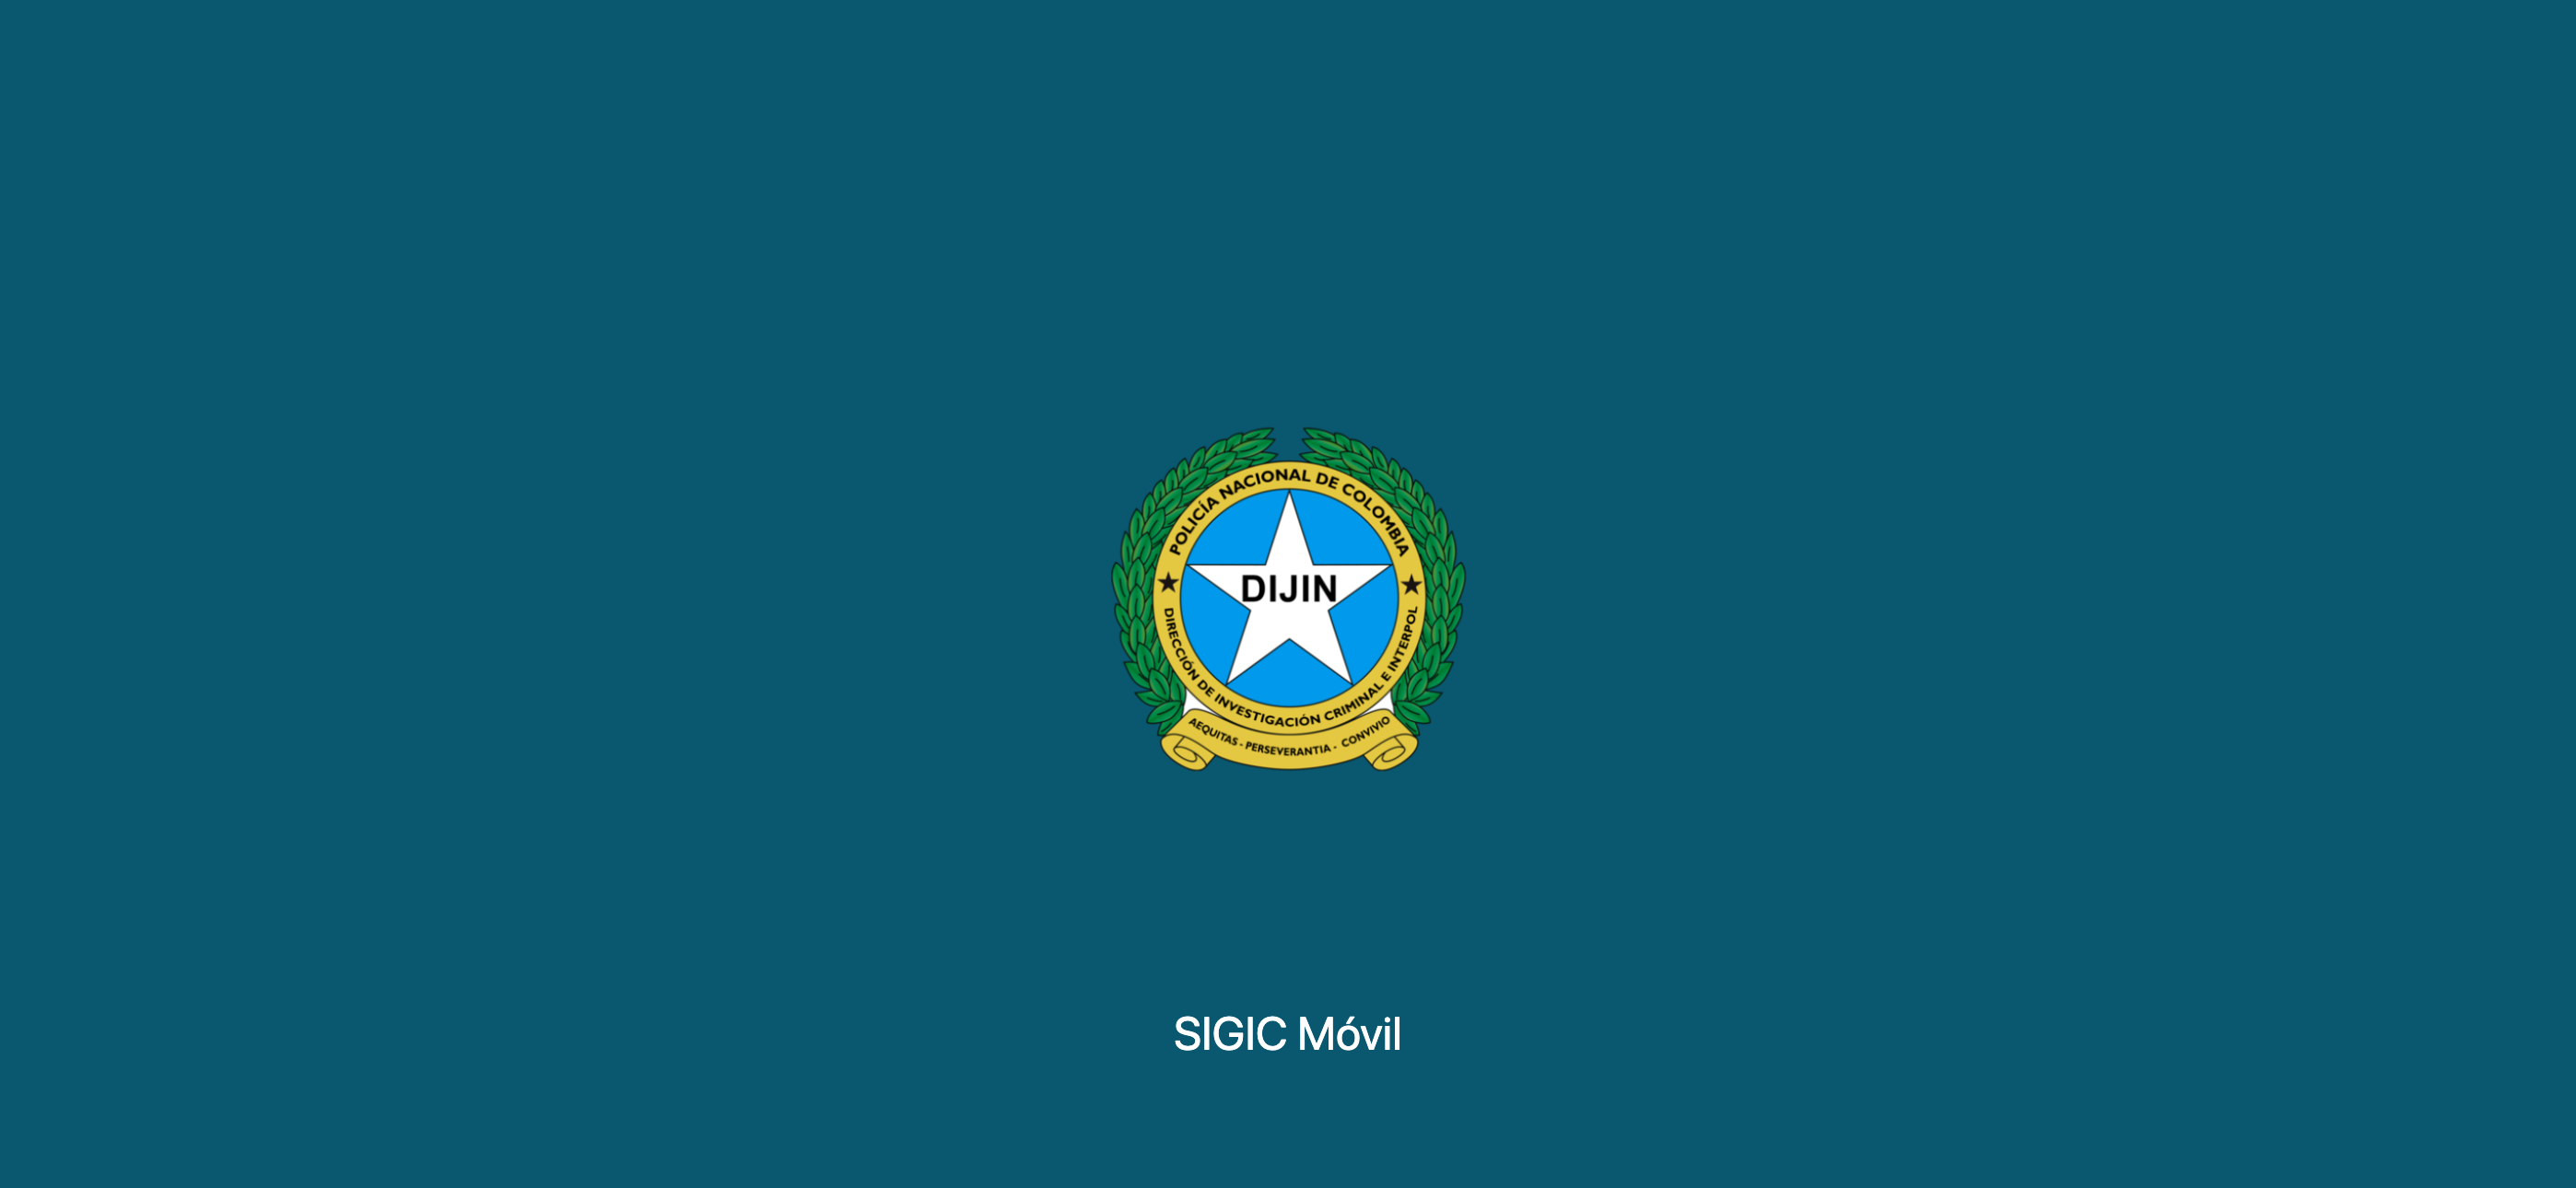 POLICÍA NACIONAL DE COLOMBIA
DIJIN
DIRECCIÓN DE INVESTIGACIÓN CRIMINAL E INTERPOL
AEQUITAS - PERSEVERANTIA - CONVIVIO
SIGIC Móvil